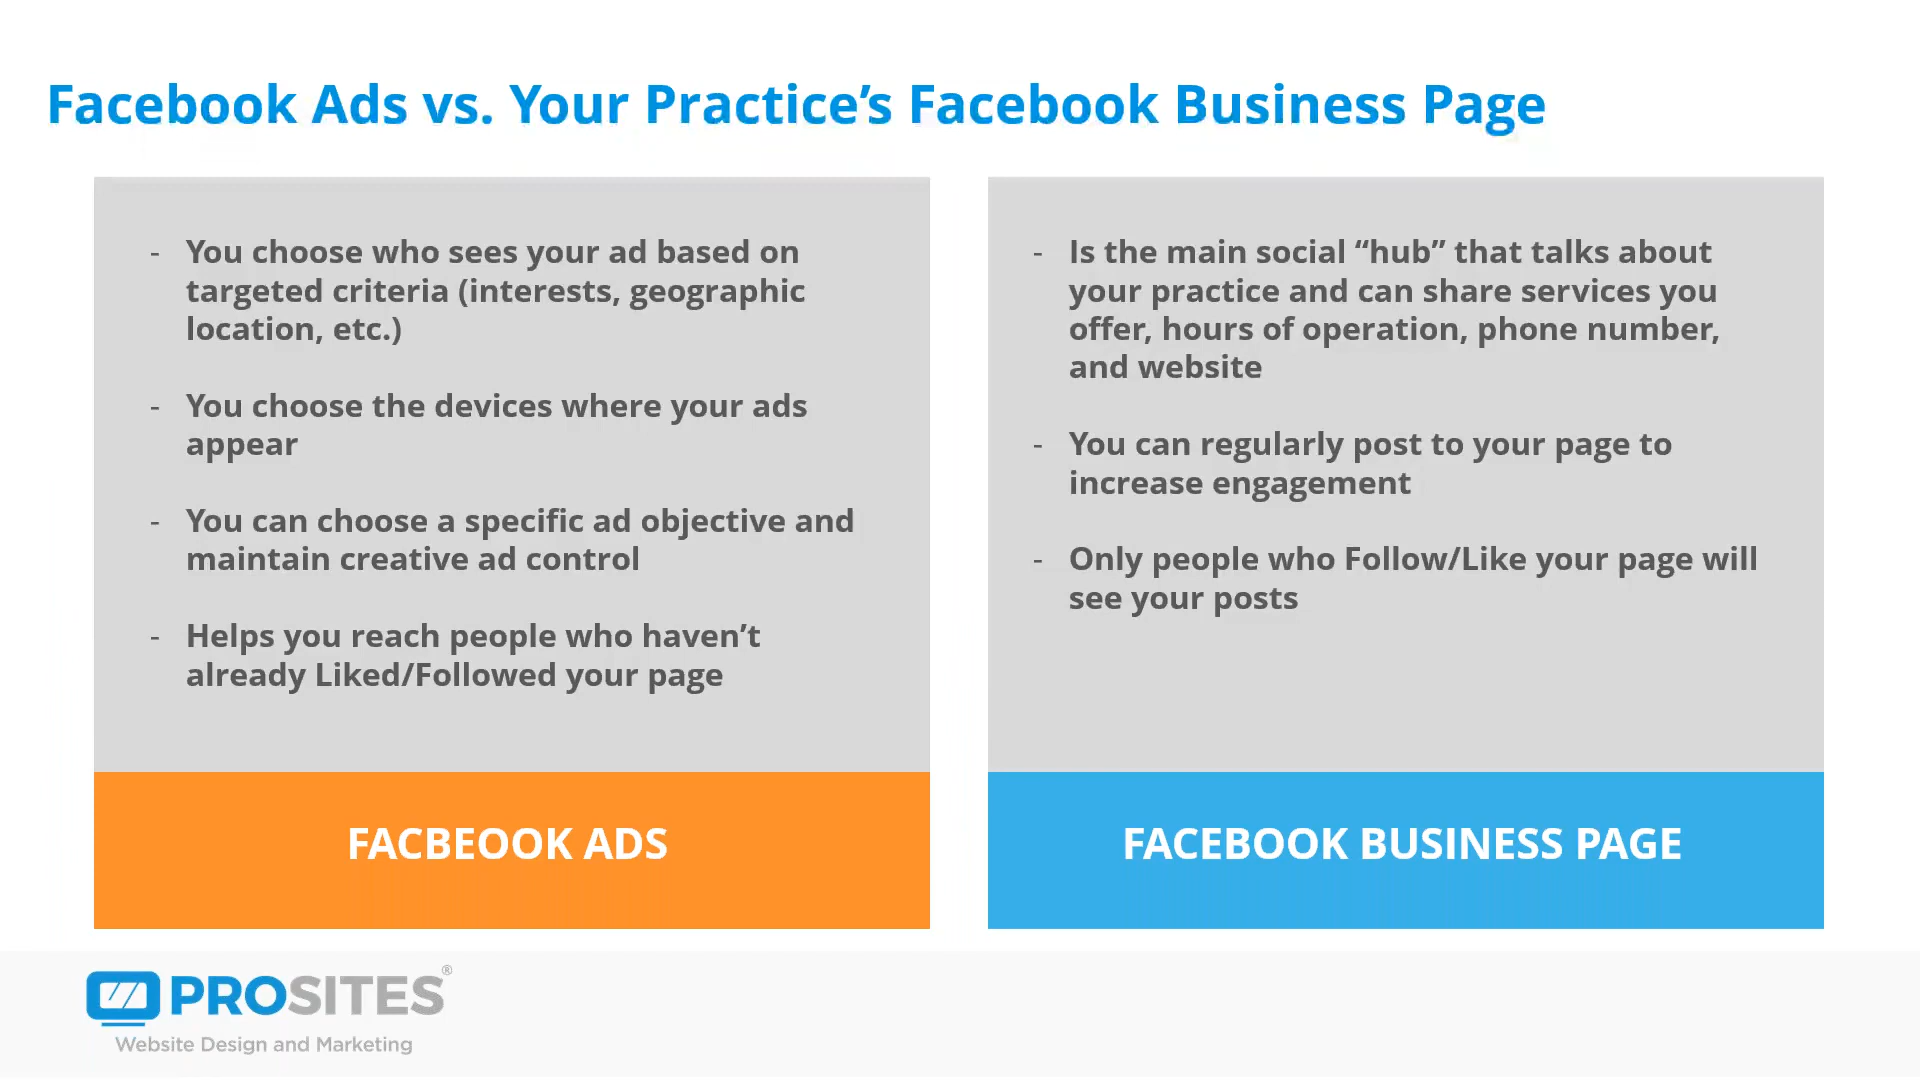 Facebook Ads vs. Your Practice’s Facebook Business Page
- You choose who sees your ad based on
targeted criteria (interests, geographic
location, etc.)
- You choose the devices where your ads
appear
- You can choose a specific ad objective and
maintain creative ad control
- Helps you reach people who haven’t
already Liked/Followed your page
FACBEOOK ADS
- Is the main social “hub” that talks about
your practice and can share services you
offer, hours of operation, phone number,
and website
- You can regularly post to your page to
increase engagement
- Only people who Follow/Like your page will
see your posts
FACEBOOK BUSINESS PAGE
PROSITES®
Website Design and Marketing